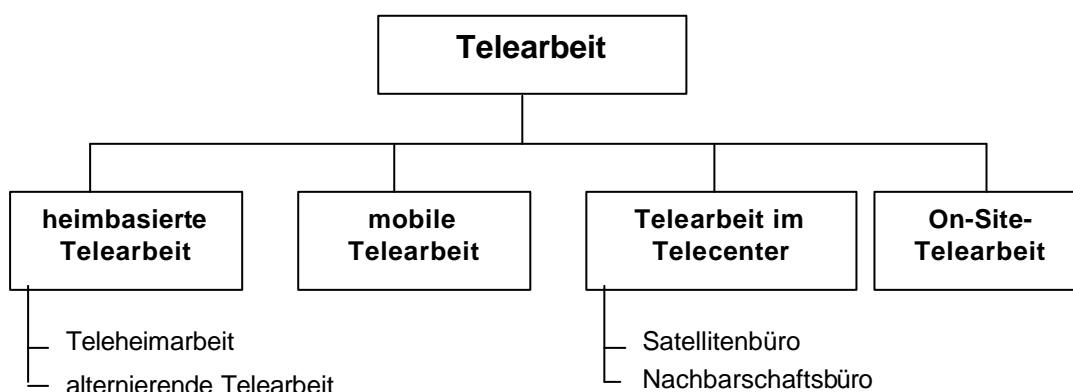 Telearbeit
heimbasierte
Telearbeit
mobile
Telearbeit
Telearbeit im
Telecenter
On-Site-
Telearbeit
Teleheimarbeit
alternierende Telearbeit
Satellitenbüro
Nachbarschaftsbüro